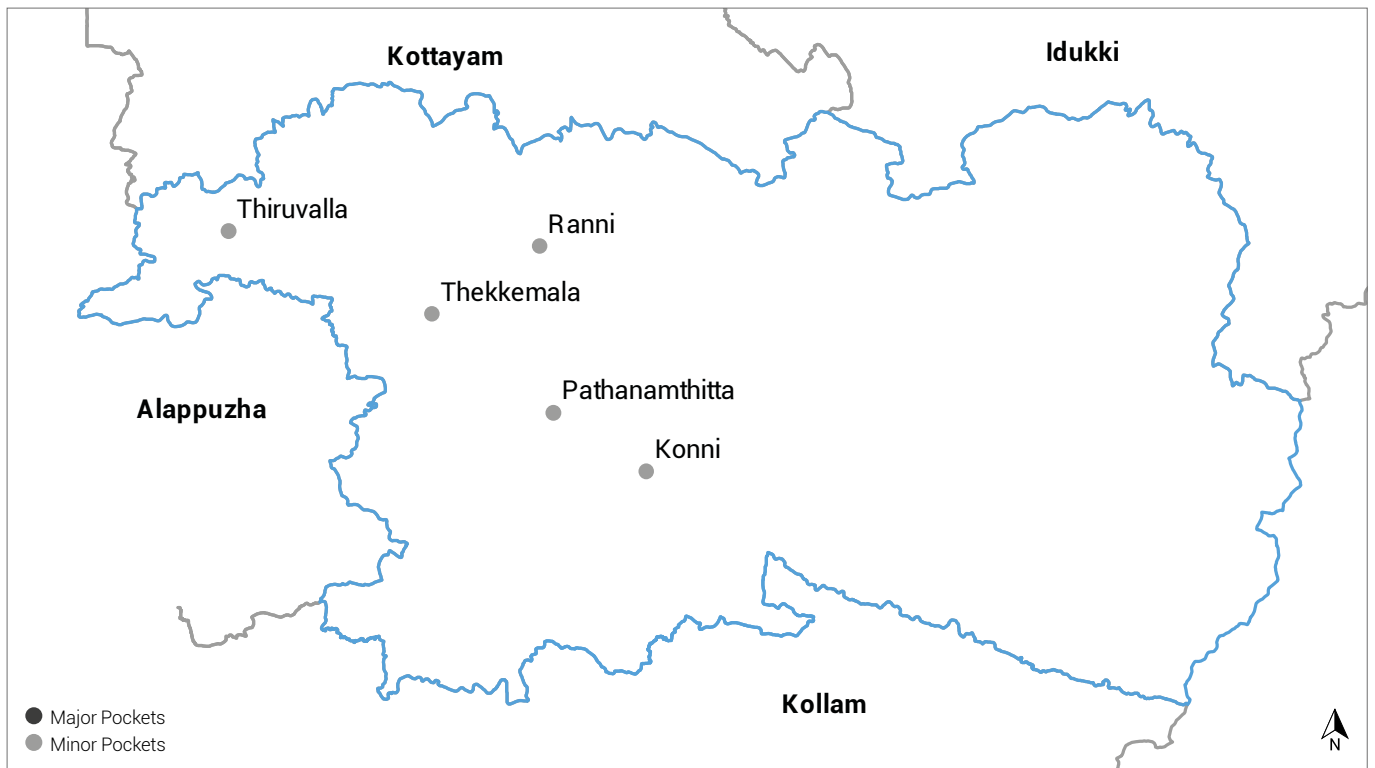 Kottayam
Idukki
Thiruvalla
Ranni
Thekkemala
Pathanamthitta
Alappuzha
Konni
Kollam
Major Pockets
Minor Pockets
N